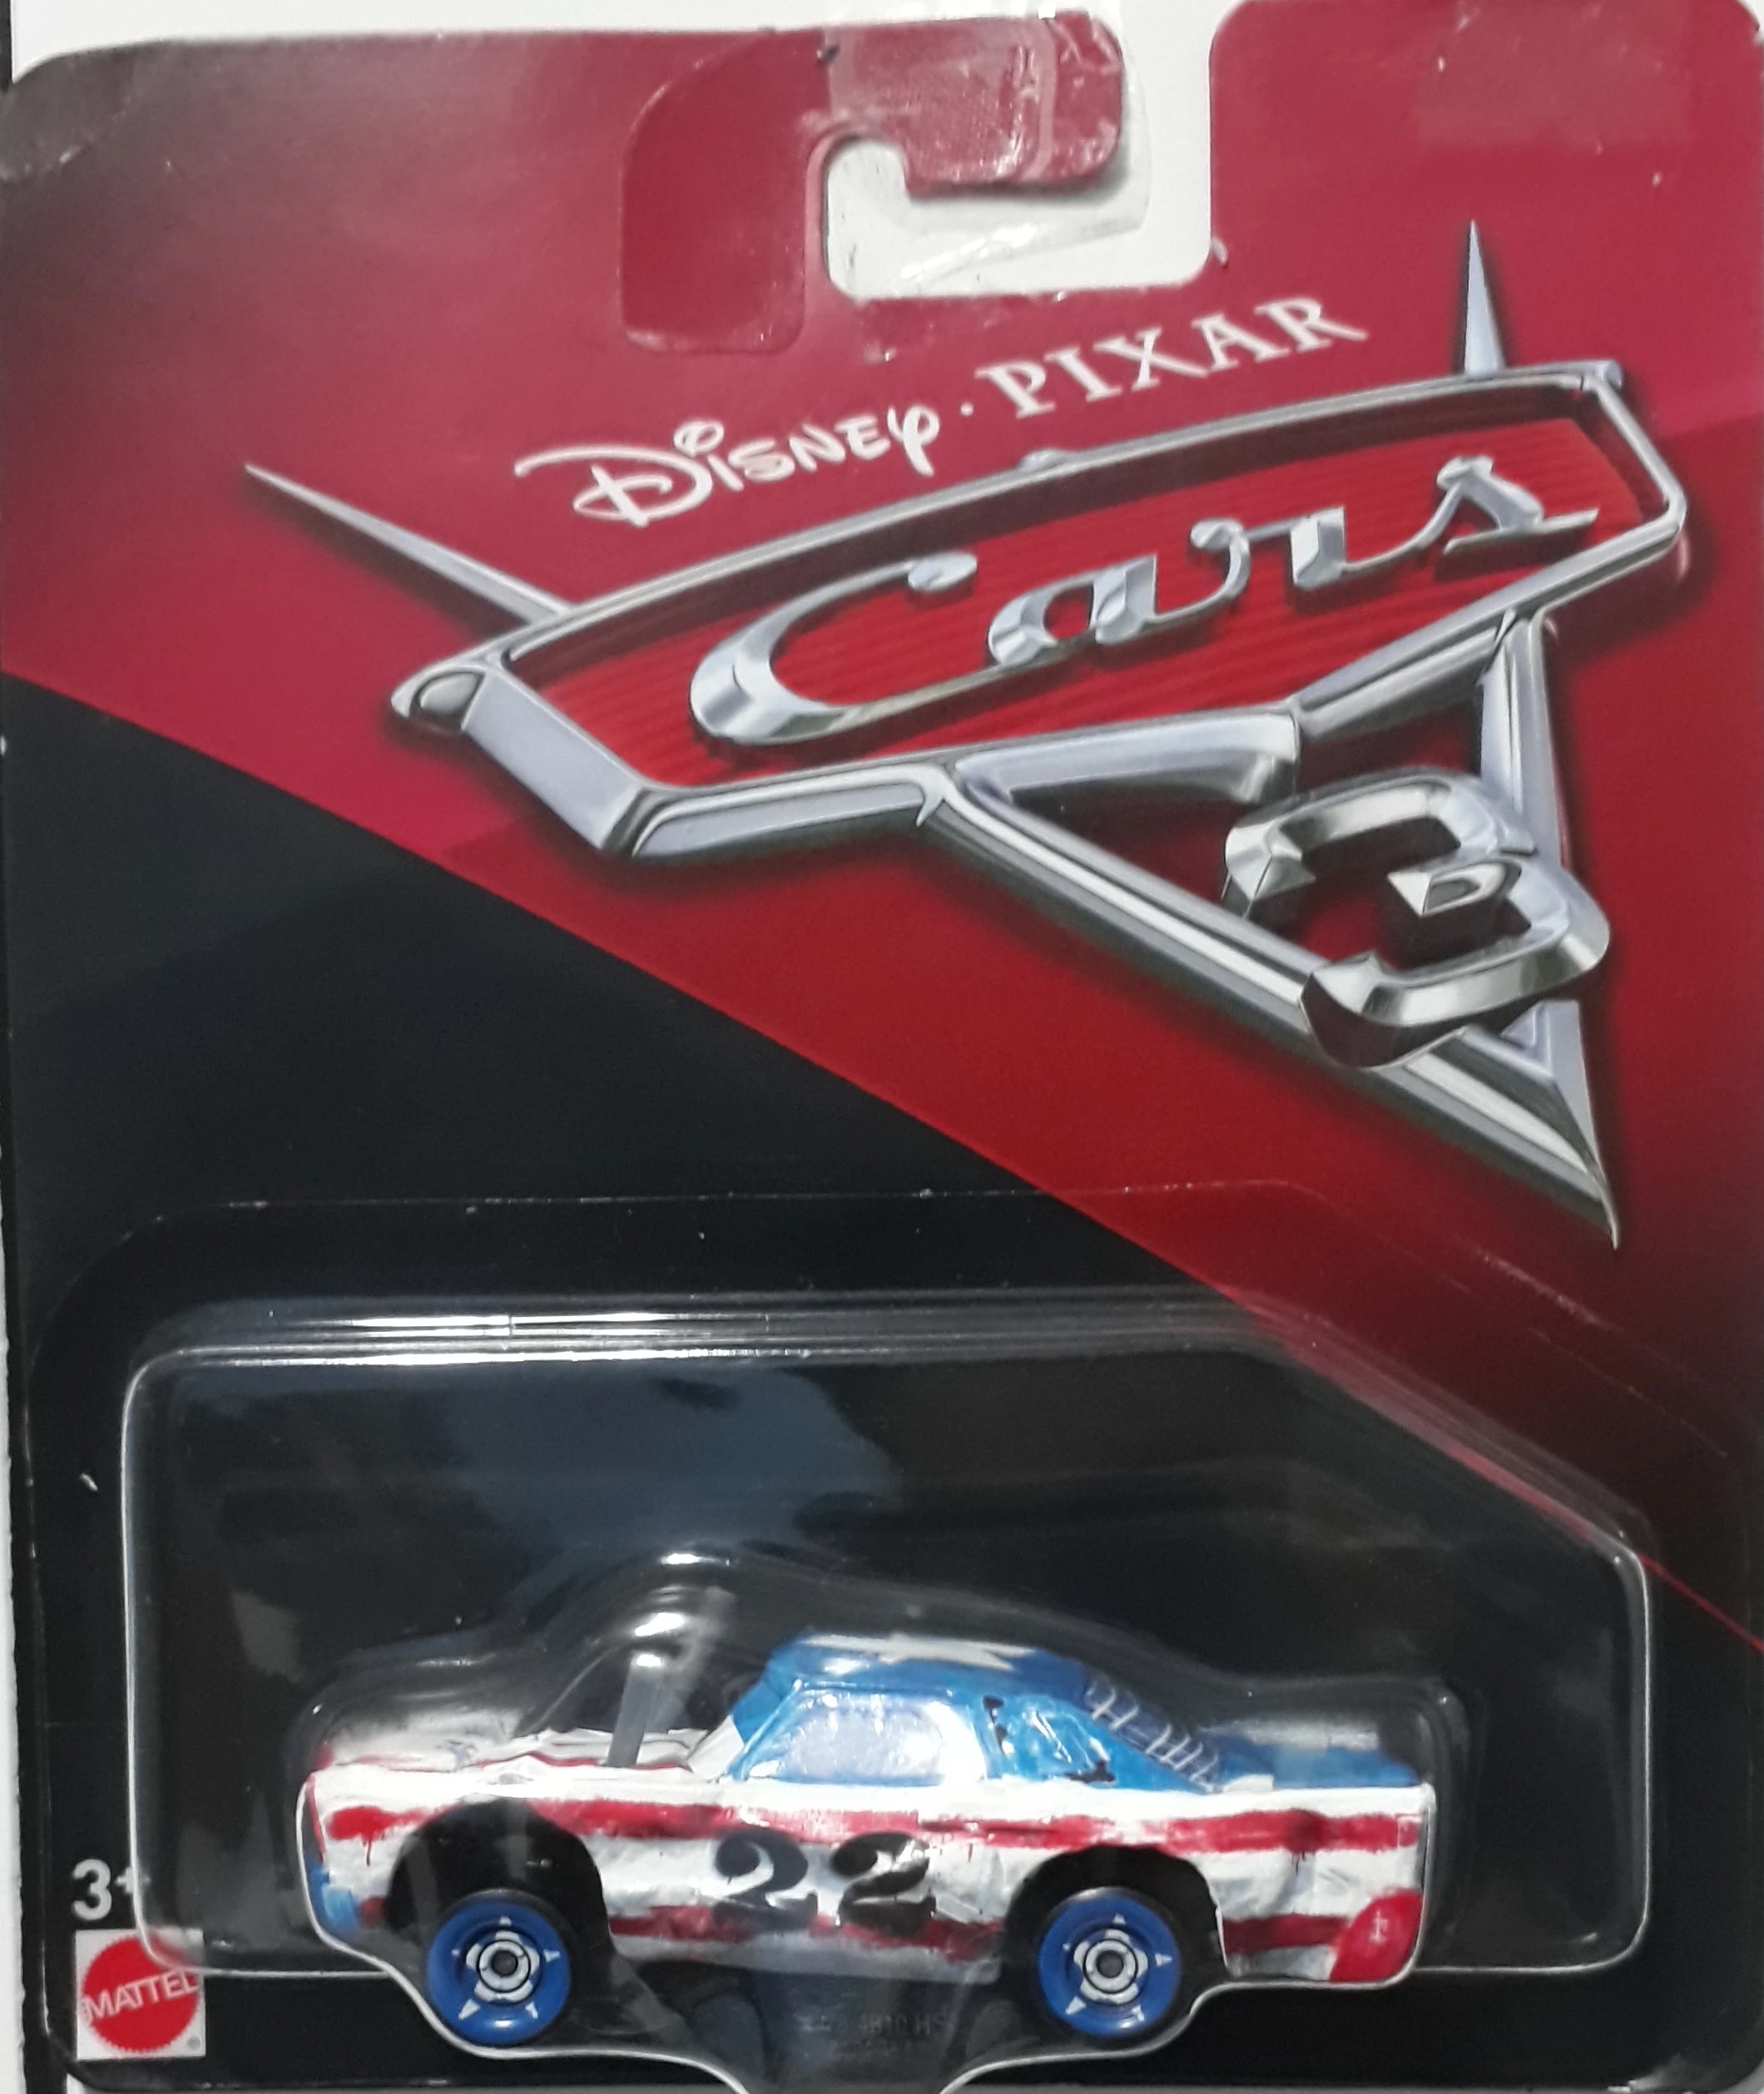 Disney · PIXAR
Cars
3
22
3+
MATTEL